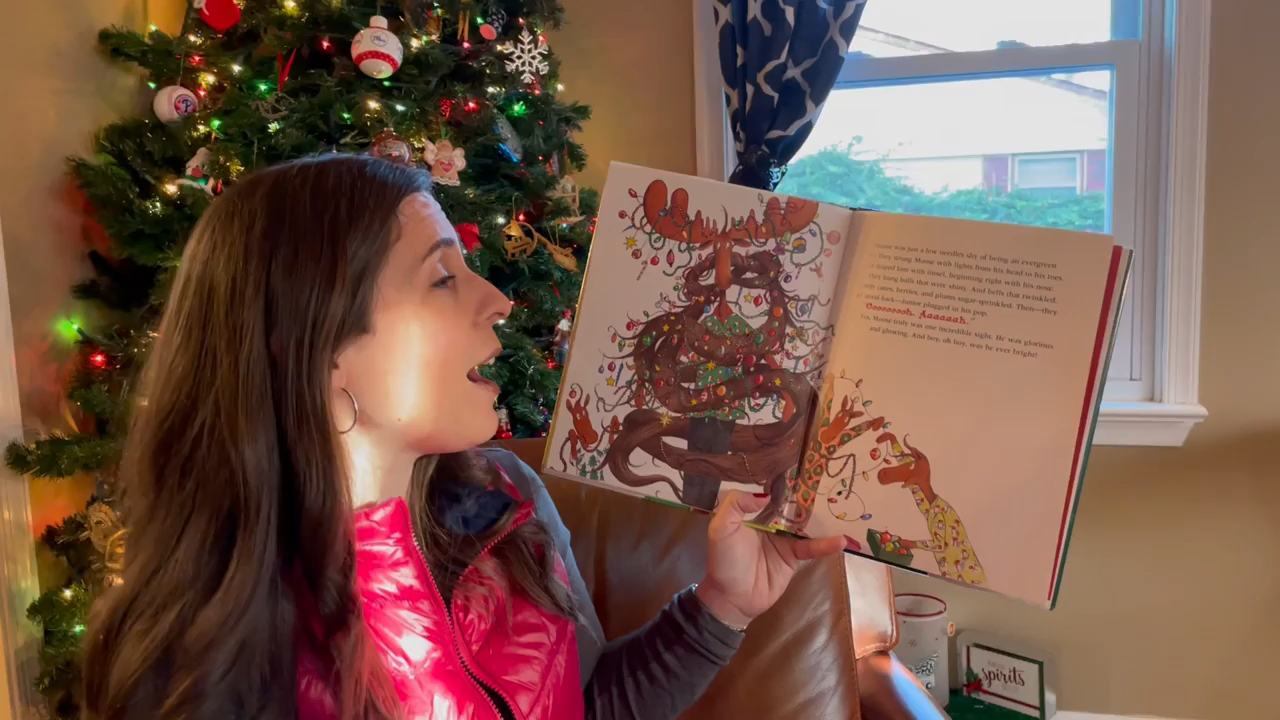 Moose was just a few needles shy of being an evergreen
they strung Moose with lights from his head to his toes.
draped him with tinsel, beginning right with his nose.
They hung balls that were shiny. And bells that twinkled.
canes, berries, and plums sugar-sprinkled. Then—they
stood back—Junior plugged in his pop.
"Oooooooh. Aaaaaah."
Yes, Moose truly was one incredible sight. He was glorious
and glowing. And boy, oh boy, was he ever bright!
spirits